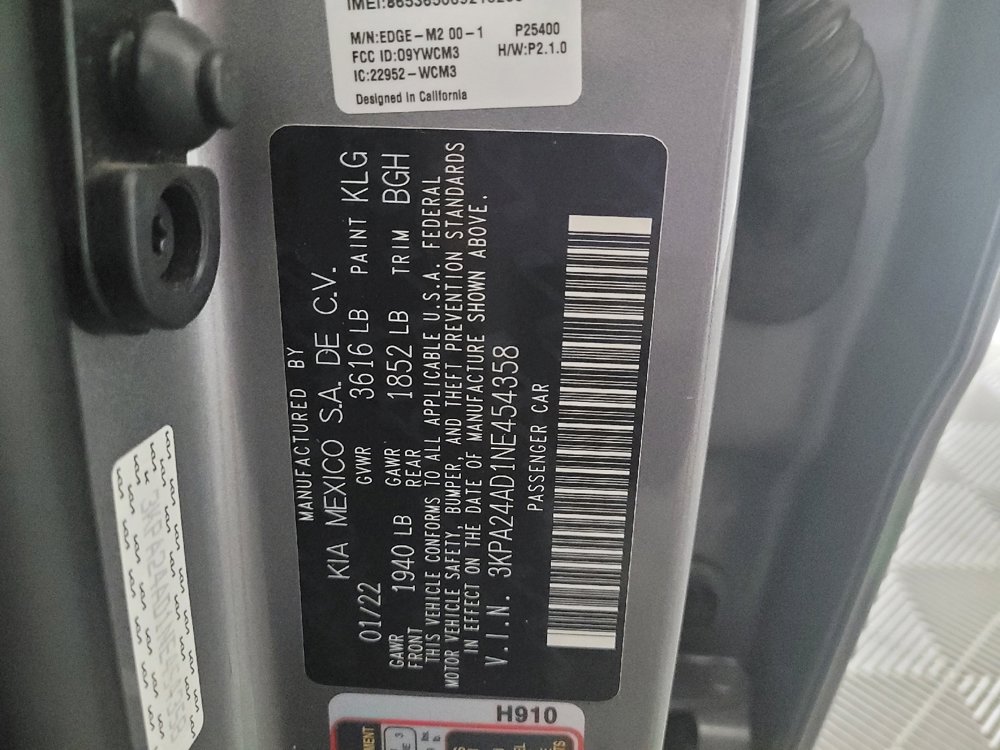 M/N:EDGE-M2 00-1 P25400
FCC ID:O9YWCM3 H/W:P2.1.0
IC:22952-WCM3
Designed in California
MANUFACTURED BY
KIA MEXICO S.A. DE C.V.
01/22 GVWR 3616 LB PAINT KLG
GAWR FRONT 1940 LB GAWR REAR 1852 LB TRIM BGH
THIS VEHICLE CONFORMS TO ALL APPLICABLE U.S.A. FEDERAL
MOTOR VEHICLE SAFETY, BUMPER, AND THEFT PREVENTION STANDARDS
IN EFFECT ON THE DATE OF MANUFACTURE SHOWN ABOVE.
V.I.N. 3KPA24AD1NE454358
PASSENGER CAR
H910